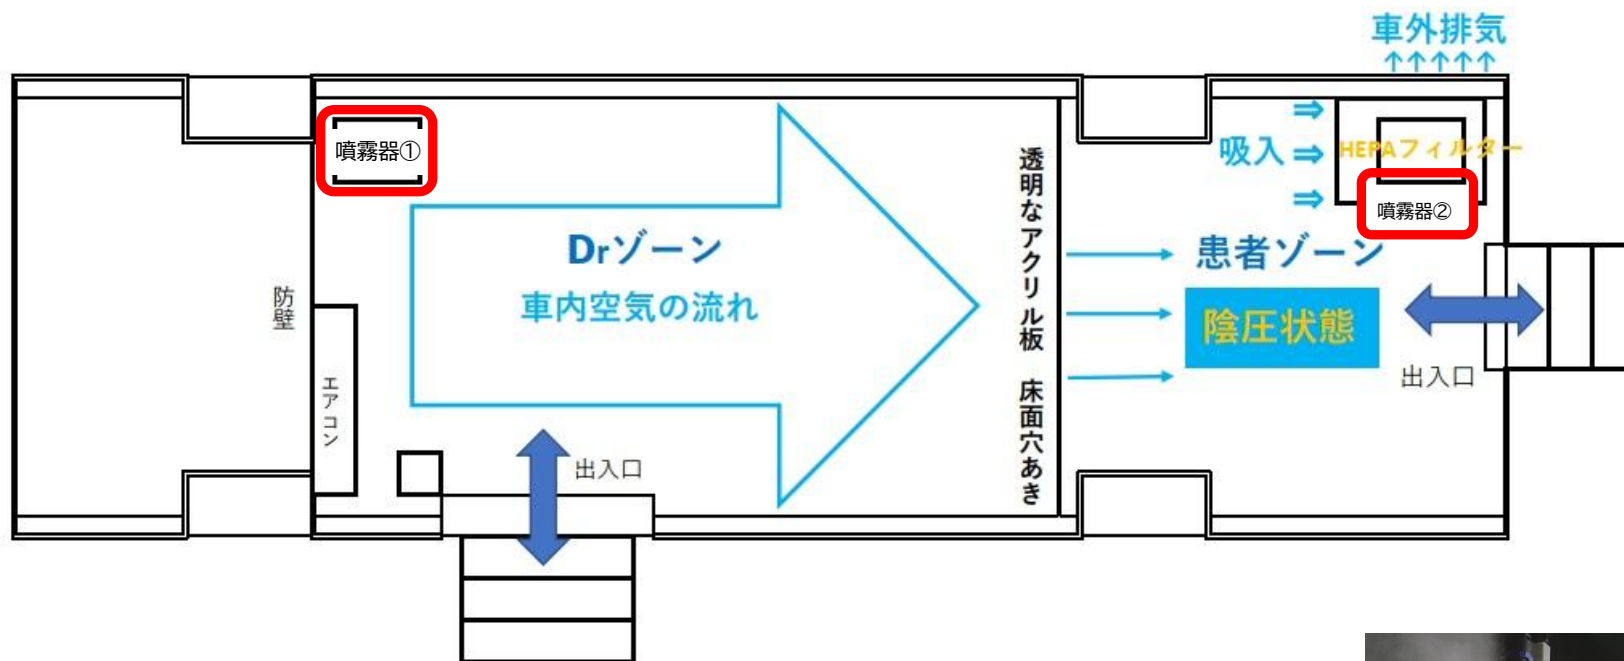 車外排気
↑↑↑↑↑
噴霧器①
吸入
HEPAフィルター
噴霧器②
透明なアクリル板　床面穴あき
Drゾーン
車内空気の流れ
患者ゾーン
陰圧状態
防壁
エアコン
出入口
出入口